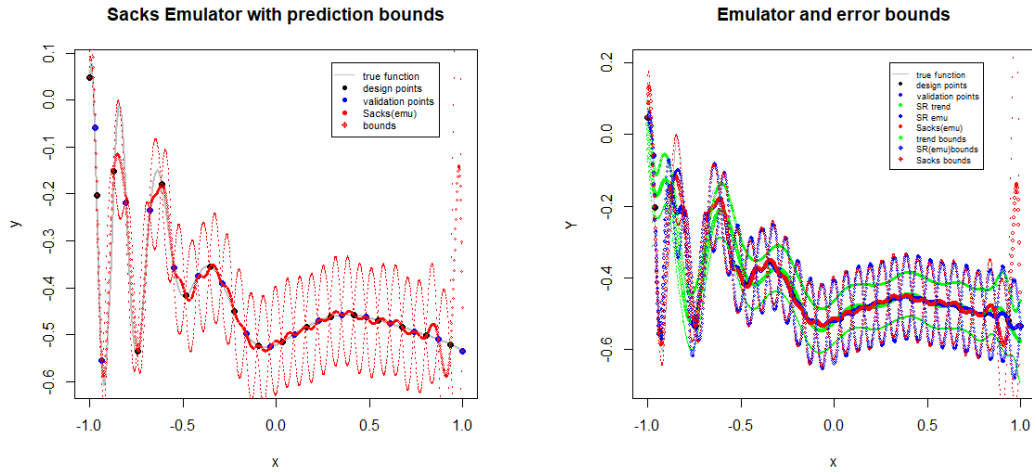 Sacks Emulator with prediction bounds
true function
design points
validation points
Sacks(emu)
bounds
y
0.1
0.0
-0.1
-0.2
-0.3
-0.4
-0.5
-0.6
-1.0 -0.5 0.0 0.5 1.0
x
Emulator and error bounds
true function
design points
validation points
SR trend
SR emu
Sacks(emu)
trend bounds
SR(emu)bounds
Sacks bounds
Y
0.2
0.0
-0.2
-0.4
-0.6
-1.0 -0.5 0.0 0.5 1.0
x